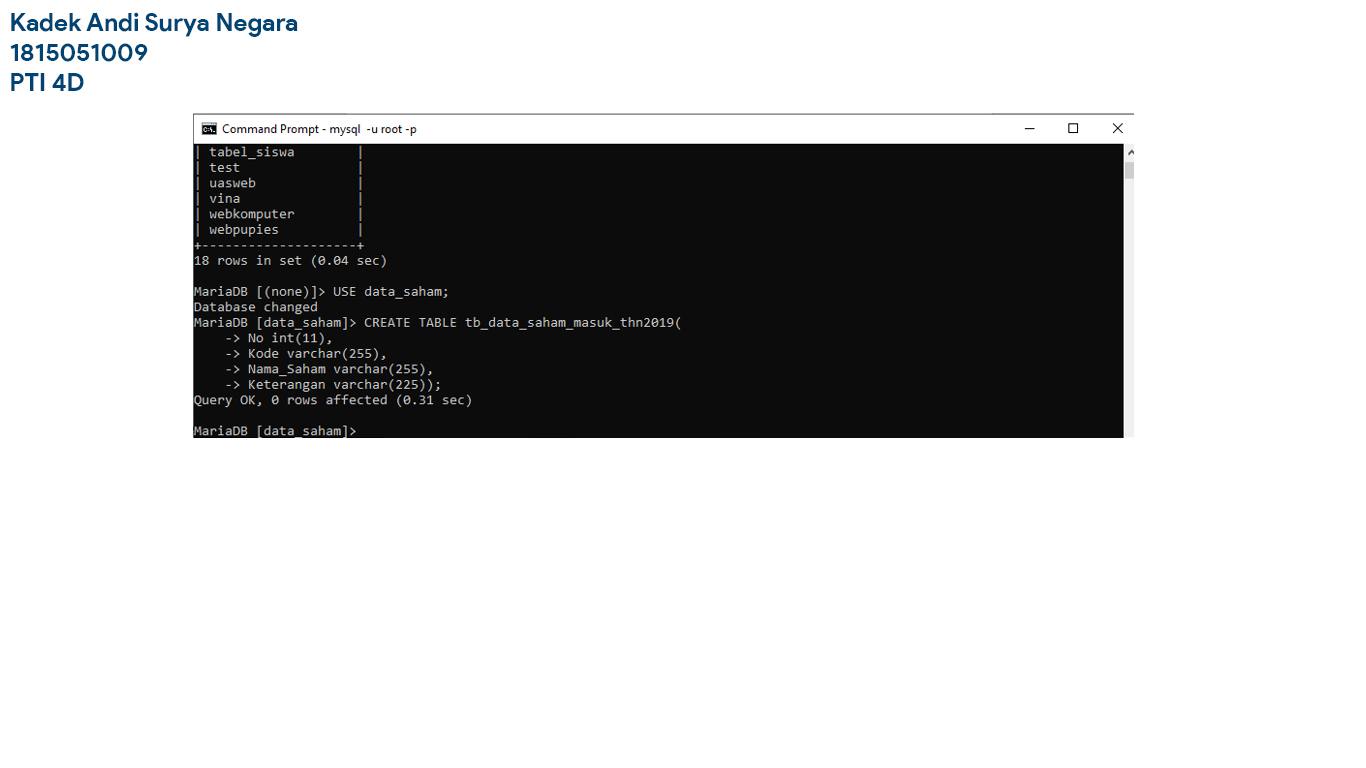 Kadek Andi Surya Negara
1815051009
PTI 4D
Command Prompt - mysql -u root -p
| tabel_siswa        |
| test               |
| uasweb             |
| vina               |
| webkomputer        |
| webpupies          |
+--------------------+
18 rows in set (0.04 sec)
MariaDB [(none)]> USE data_saham;
Database changed
MariaDB [data_saham]> CREATE TABLE tb_data_saham_masuk_thn2019(
    -> No int(11),
    -> Kode varchar(255),
    -> Nama_Saham varchar(255),
    -> Keterangan varchar(225));
Query OK, 0 rows affected (0.31 sec)
MariaDB [data_saham]>